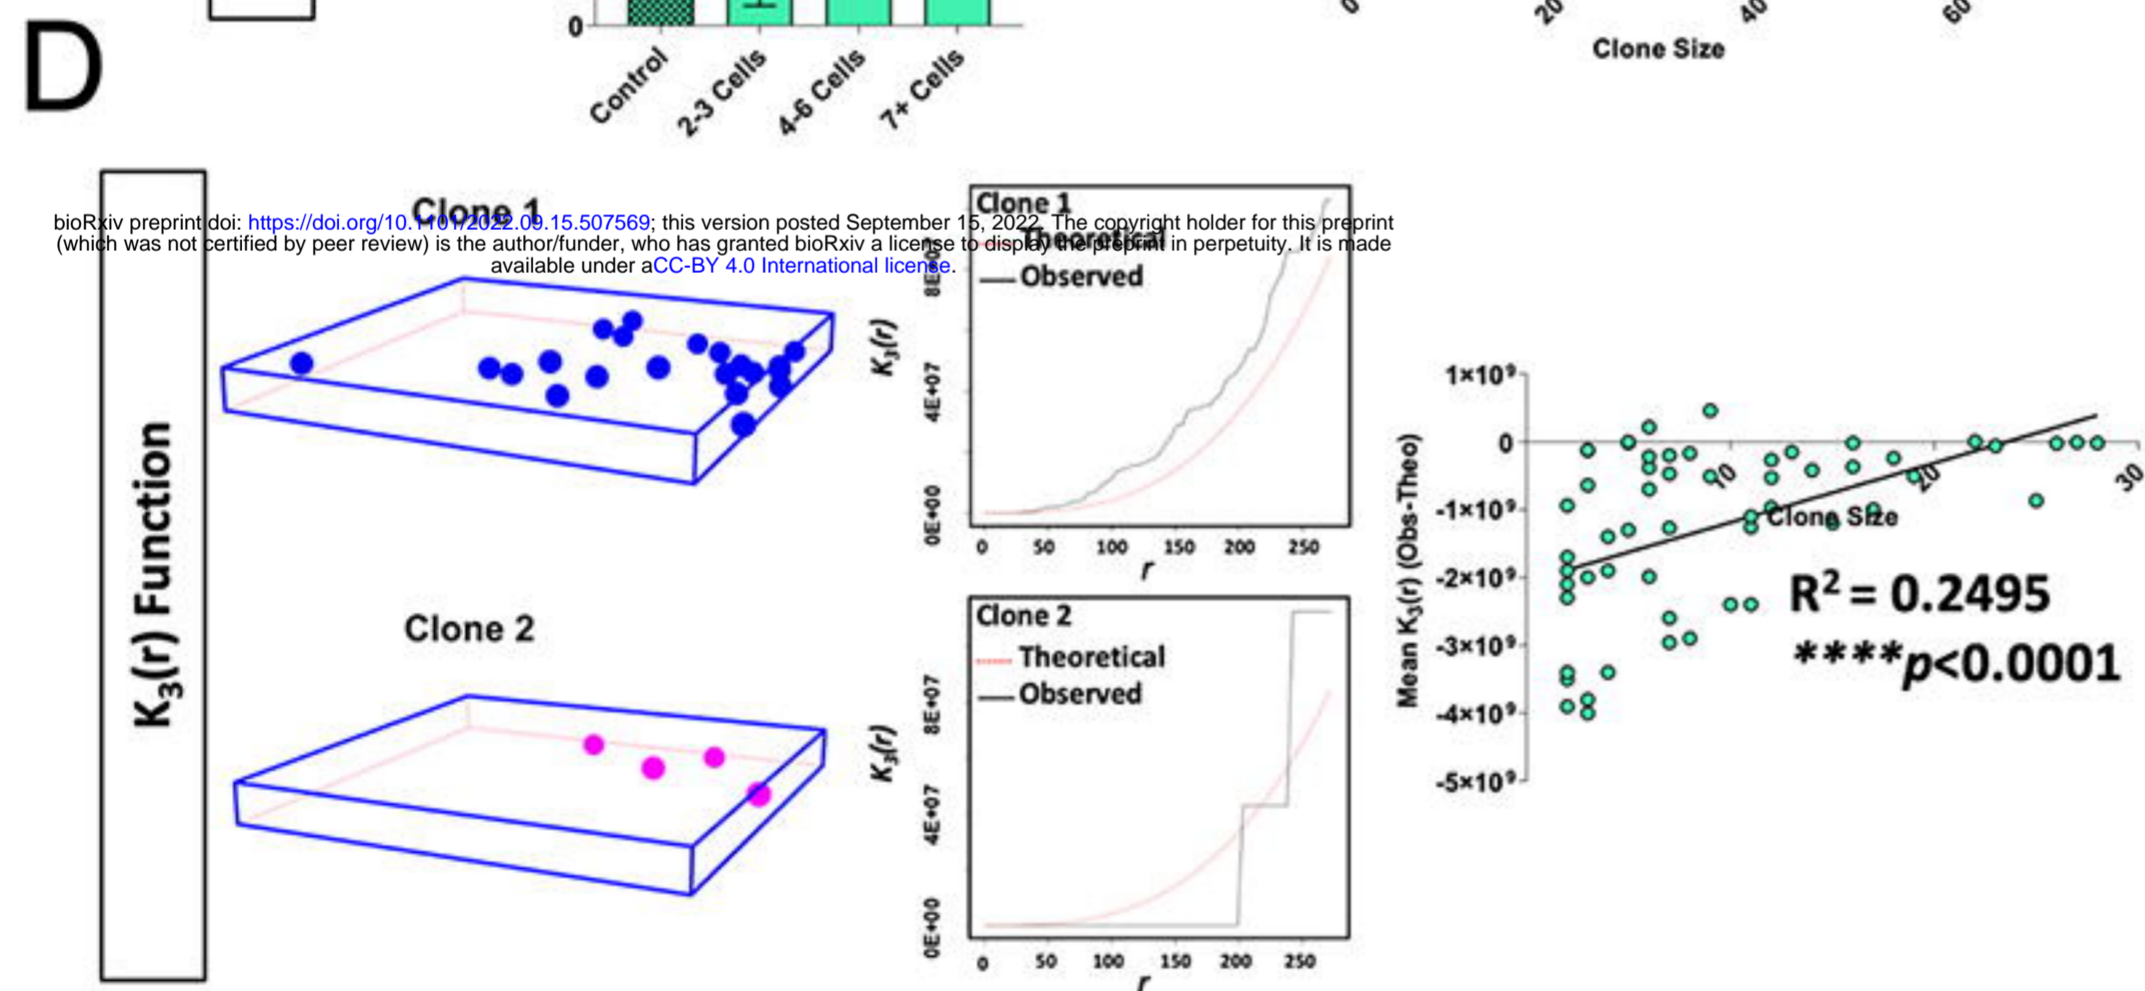 D
0
Control
2-3 Cells
4-6 Cells
7+ Cells
0
20
40
60
Clone Size
K₃(r) Function
Clone 1
bioRxiv preprint doi: https://doi.org/10.1101/2022.09.15.507569; this version posted September 15, 2022. The copyright holder for this preprint
(which was not certified by peer review) is the author/funder, who has granted bioRxiv a license to display the preprint in perpetuity. It is made
available under aCC-BY 4.0 International license.
Clone 1
Theoretical
Observed
K₃(r)
8E+07
4E+07
0E+00
0 50 100 150 200 250
r
Clone 2
Clone 2
Theoretical
Observed
K₃(r)
8E+07
4E+07
0E+00
0 50 100 150 200 250
r
Mean K₃(r) (Obs-Theo)
1×10⁹
0
-1×10⁹
-2×10⁹
-3×10⁹
-4×10⁹
-5×10⁹
10
20
30
Clone Size
R² = 0.2495
****p<0.0001